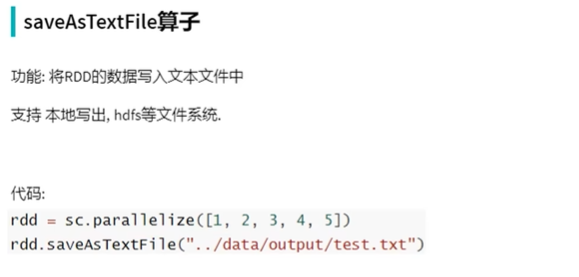 saveAsTextFile算子
功能: 将RDD的数据写入文本文件中
支持 本地写出, hdfs等文件系统.
代码:
rdd = sc.parallelize([1, 2, 3, 4, 5])
rdd.saveAsTextFile("../data/output/test.txt")